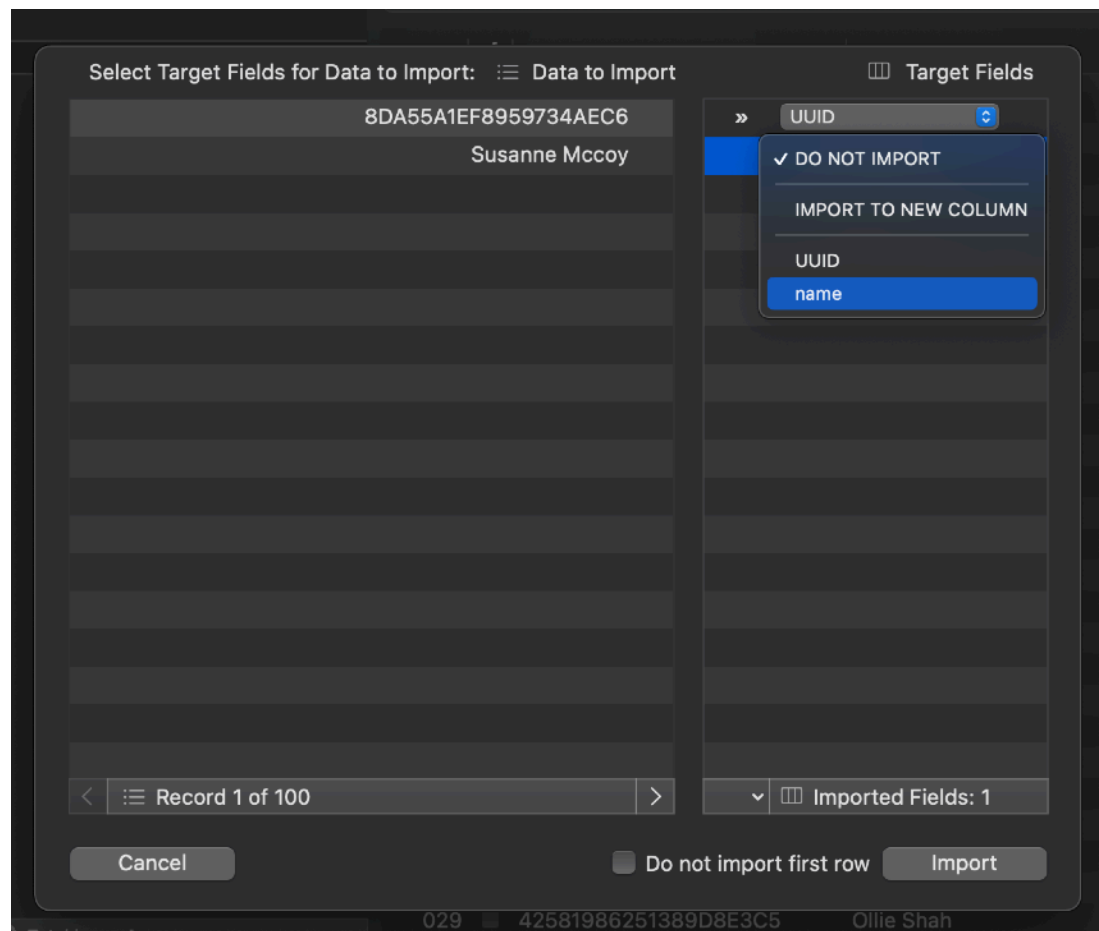 Select Target Fields for Data to Import: Data to Import Target Fields
8DA55A1EF8959734AEC6 » UUID
Susanne Mccoy
✓ DO NOT IMPORT
IMPORT TO NEW COLUMN
UUID
name
< Record 1 of 100 > Imported Fields: 1
Cancel Do not import first row Import
029 42581986251389D8E3C5 Ollie Shah